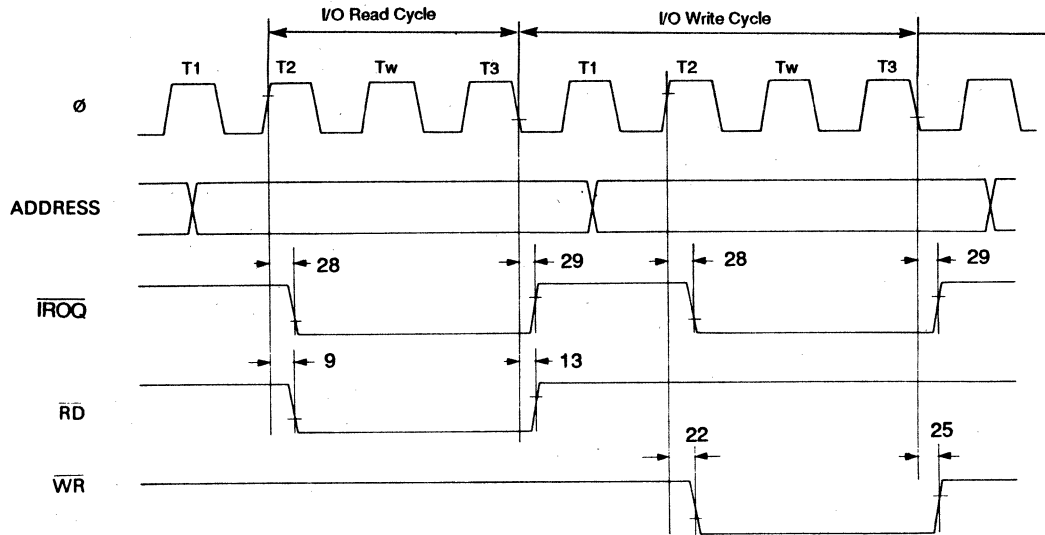 I/O Read Cycle
I/O Write Cycle
T1 T2 Tw T3 T1 T2 Tw T3
Ø
ADDRESS
28 29 28 29
IROQ
9 13
RD
22 25
WR